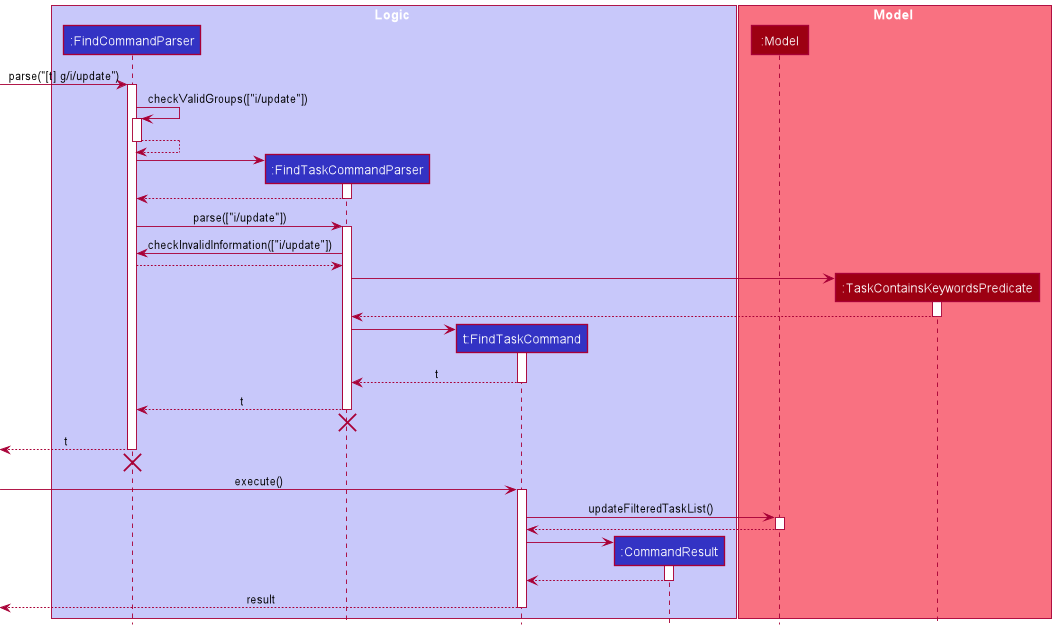 Logic
Model
:FindCommandParser
:Model
parse("[t] g/i/update")
checkValidGroups(["i/update"])
:FindTaskCommandParser
parse(["i/update"])
checkInvalidInformation(["i/update"])
:TaskContainsKeywordsPredicate
t:FindTaskCommand
t
t
t
execute()
updateFilteredTaskList()
:CommandResult
result